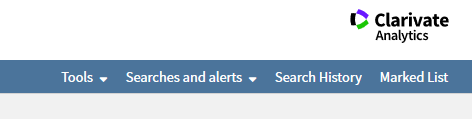 Clarivate
Analytics
Tools Searches and alerts Search History Marked List